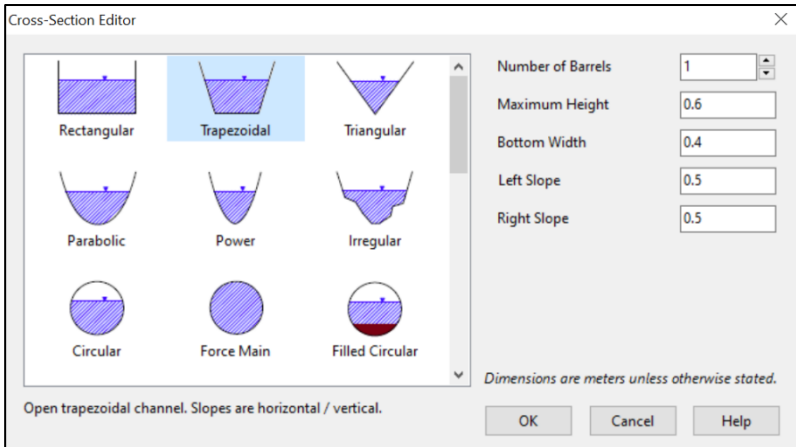 Cross-Section Editor
Rectangular
Trapezoidal
Triangular
Parabolic
Power
Irregular
Circular
Force Main
Filled Circular
Number of Barrels 1
Maximum Height 0.6
Bottom Width 0.4
Left Slope 0.5
Right Slope 0.5
Dimensions are meters unless otherwise stated.
Open trapezoidal channel. Slopes are horizontal / vertical.
OK
Cancel
Help